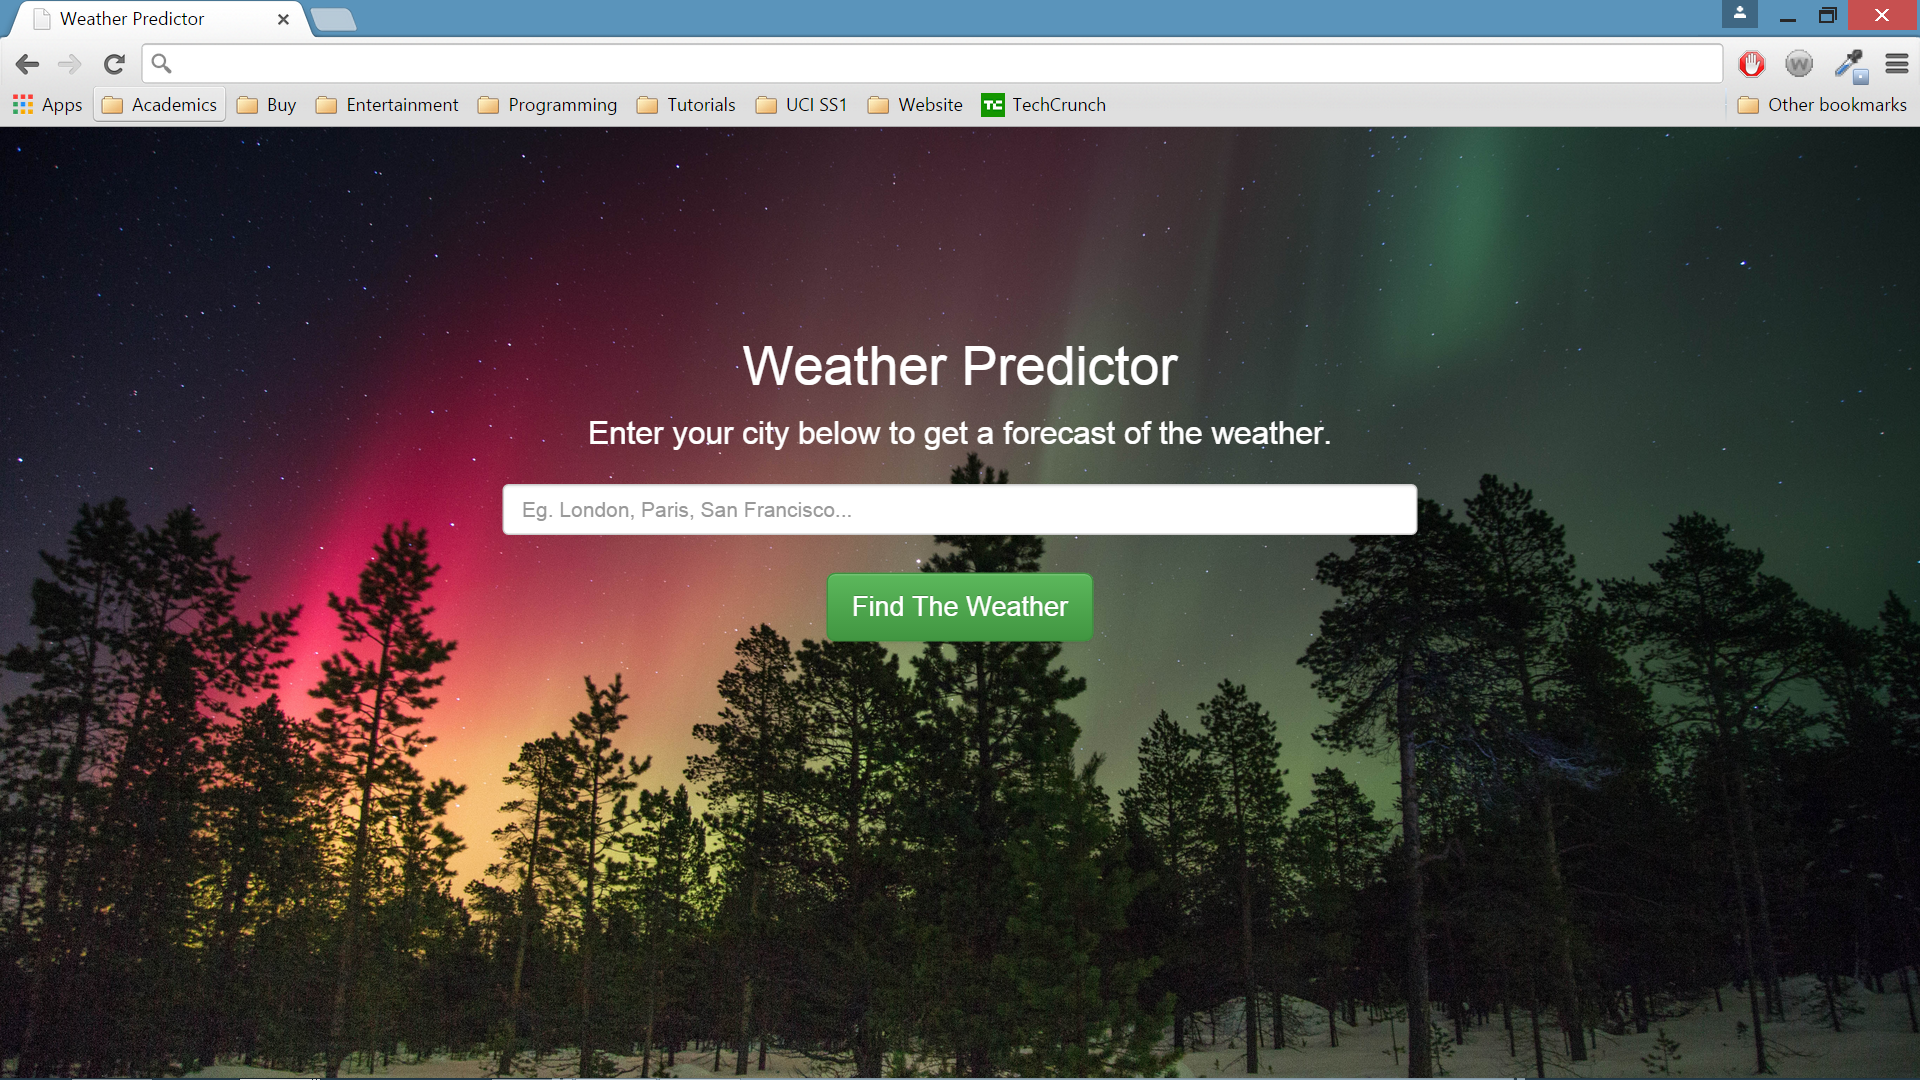 Weather Predictor
Apps Academics Buy Entertainment Programming Tutorials UCI SS1 Website TC TechCrunch Other bookmarks
Weather Predictor
Enter your city below to get a forecast of the weather.
Eg. London, Paris, San Francisco...
Find The Weather